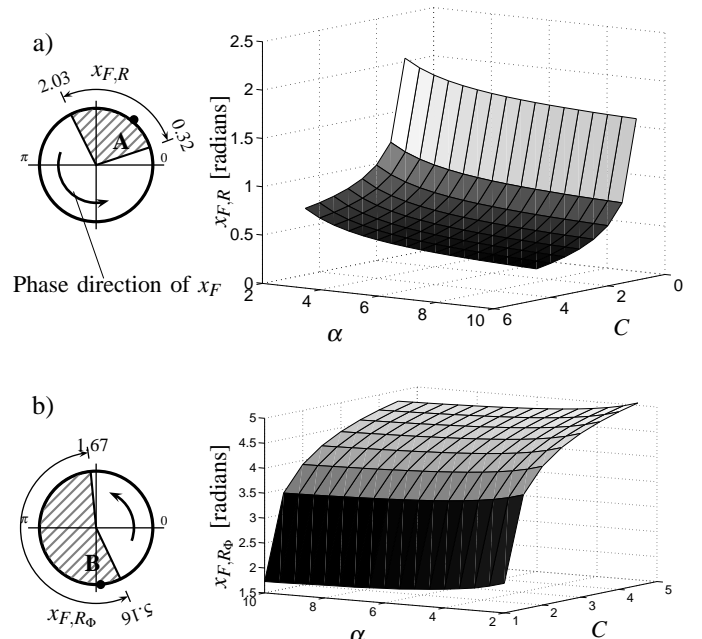 a)
2.03
x_{F,R}
0.32
A
π
0
Phase direction of x_F
x_{F,R} [radians]
2.5
2
1.5
1
0.5
0
2
4
6
8
10
α
6
4
2
0
C
b)
1.67
π
0
B
5.16
x_{F,R_Φ}
x_{F,R_Φ} [radians]
5
4.5
4
3.5
3
2.5
2
1.5
10
8
6
4
2
α
1
2
3
4
5
C